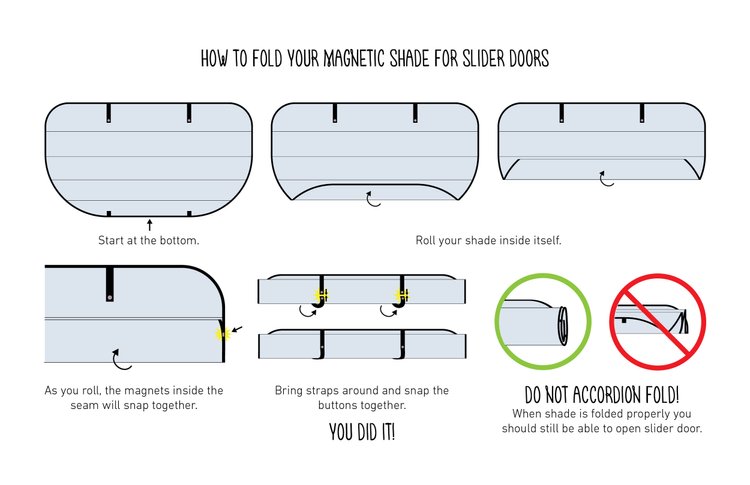 HOW TO FOLD YOUR MAGNETIC SHADE FOR SLIDER DOORS
Start at the bottom.
Roll your shade inside itself.
As you roll, the magnets inside the
seam will snap together.
Bring straps around and snap the
buttons together.
YOU DID IT!
DO NOT ACCORDION FOLD!
When shade is folded properly you
should still be able to open slider door.